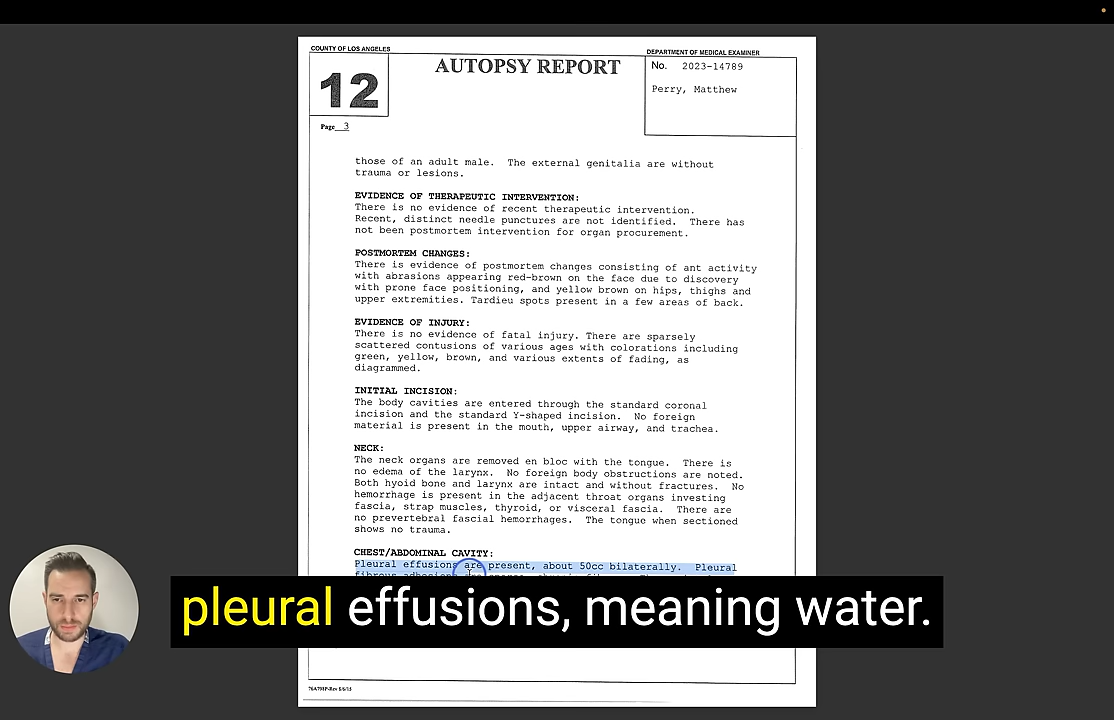 COUNTY OF LOS ANGELES
DEPARTMENT OF MEDICAL EXAMINER
12
AUTOPSY REPORT
No. 2023-14789
Perry, Matthew
Page 3
those of an adult male. The external genitalia are without
trauma or lesions.
EVIDENCE OF THERAPEUTIC INTERVENTION:
There is no evidence of recent therapeutic intervention.
Recent, distinct needle punctures are not identified. There has
not been postmortem intervention for organ procurement.
POSTMORTEM CHANGES:
There is evidence of postmortem changes consisting of ant activity
with abrasions appearing red-brown on the face due to discovery
with prone face positioning, and yellow brown on hips, thighs and
upper extremities. Tardieu spots present in a few areas of back.
EVIDENCE OF INJURY:
There is no evidence of fatal injury. There are sparsely
scattered contusions of various ages with colorations including
green, yellow, brown, and various extents of fading, as
diagrammed.
INITIAL INCISION:
The body cavities are entered through the standard coronal
incision and the standard Y-shaped incision. No foreign
material is present in the mouth, upper airway, and trachea.
NECK:
The neck organs are removed en bloc with the tongue. There is
no edema of the larynx. No foreign body obstructions are noted.
Both hyoid bone and larynx are intact and without fractures. No
hemorrhage is present in the adjacent throat organs investing
fascia, strap muscles, thyroid, or visceral fascia. There are
no prevertebral fascial hemorrhages. The tongue when sectioned
shows no trauma.
CHEST/ABDOMINAL CAVITY:
Pleural effusions are present, about 50cc bilaterally. Pleural
fibrous adhesions
pleural effusions, meaning water.
76A798P-Rev 5/6/15